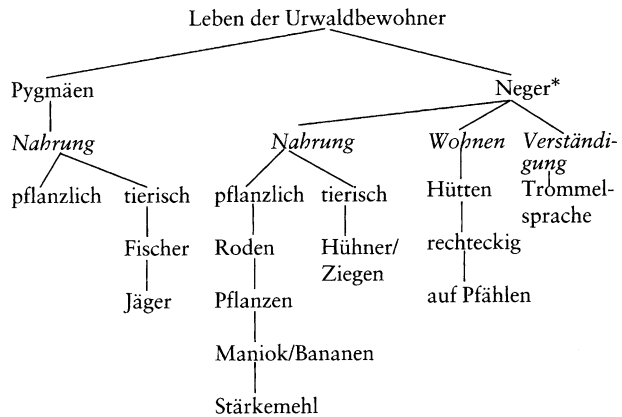 Leben der Urwaldbewohner
Pygmäen
Neger*
Nahrung
Nahrung
Wohnen
Verständi-
gung
pflanzlich
tierisch
pflanzlich
tierisch
Hütten
Trommel-
sprache
Fischer
Roden
Hühner/
Ziegen
rechteckig
Jäger
Pflanzen
auf Pfählen
Maniok/Bananen
Stärkemehl